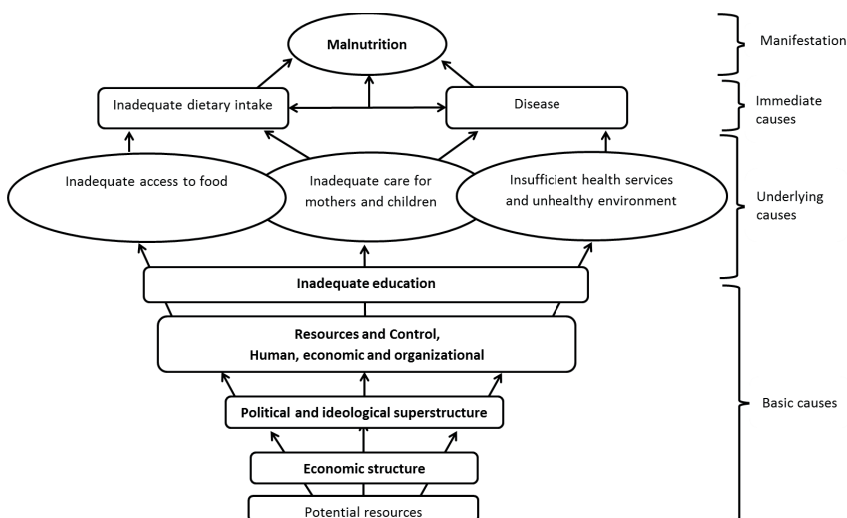 Malnutrition
Manifestation
Inadequate dietary intake
Disease
Immediate
causes
Inadequate access to food
Inadequate care for
mothers and children
Insufficient health services
and unhealthy environment
Underlying
causes
Inadequate education
Resources and Control,
Human, economic and organizational
Political and ideological superstructure
Basic causes
Economic structure
Potential resources